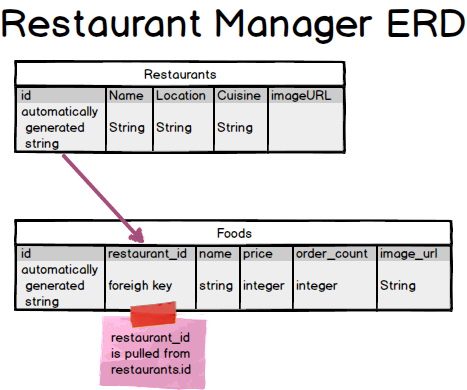 Restaurant Manager ERD
Restaurants
id Name Location Cuisine imageURL
automatically
generated String String String
string
Foods
id restaurant_id name price order_count image_url
automatically
generated foreigh key string integer integer String
string
restaurant_id
is pulled from
restaurants.id